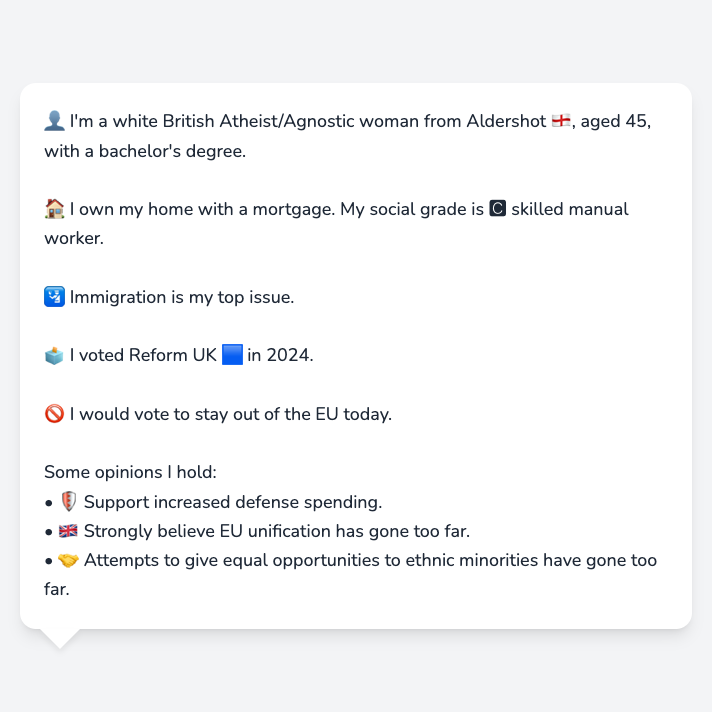 👤 I'm a white British Atheist/Agnostic woman from Aldershot 🏴󠁧󠁢󠁥󠁮󠁧󠁿, aged 45,
with a bachelor's degree.
🏠 I own my home with a mortgage. My social grade is C skilled manual
worker.
🛂 Immigration is my top issue.
🗳️ I voted Reform UK 🟦 in 2024.
🚫 I would vote to stay out of the EU today.
Some opinions I hold:
• 🛡️ Support increased defense spending.
• 🇬🇧 Strongly believe EU unification has gone too far.
• 🤝 Attempts to give equal opportunities to ethnic minorities have gone too
far.